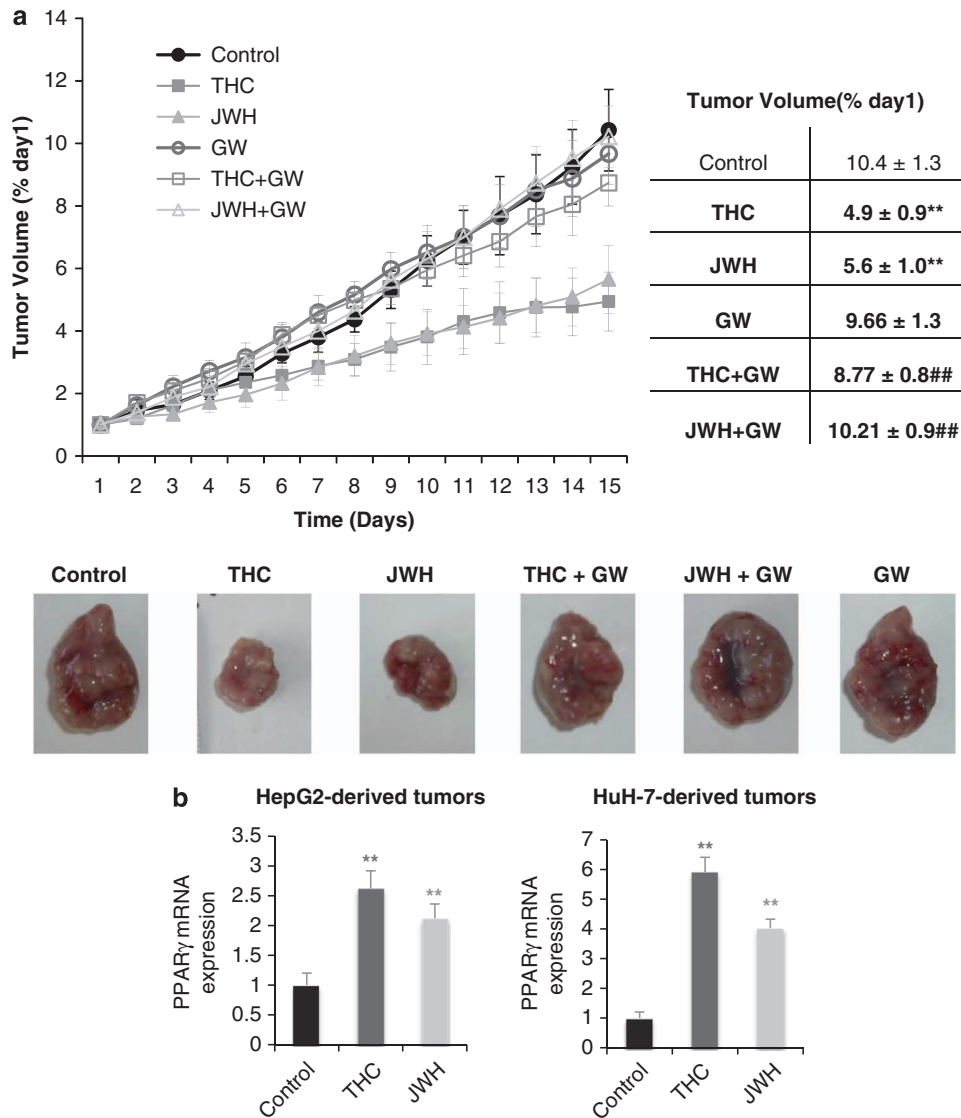 a
14
12
10
8
6
4
2
0
Tumor Volume (% day1)
Control
THC
JWH
GW
THC+GW
JWH+GW
1 2 3 4 5 6 7 8 9 10 11 12 13 14 15
Time (Days)
Tumor Volume(% day1)
Control 10.4 ± 1.3
THC 4.9 ± 0.9**
JWH 5.6 ± 1.0**
GW 9.66 ± 1.3
THC+GW 8.77 ± 0.8##
JWH+GW 10.21 ± 0.9##
Control THC JWH THC + GW JWH + GW GW
b
HepG2-derived tumors
3.5
3
2.5
2
1.5
1
0.5
0
PPARγ mRNA
expression
**
**
Control THC JWH
HuH-7-derived tumors
7
6
5
4
3
2
1
0
PPARγ mRNA
expression
**
**
Control THC JWH